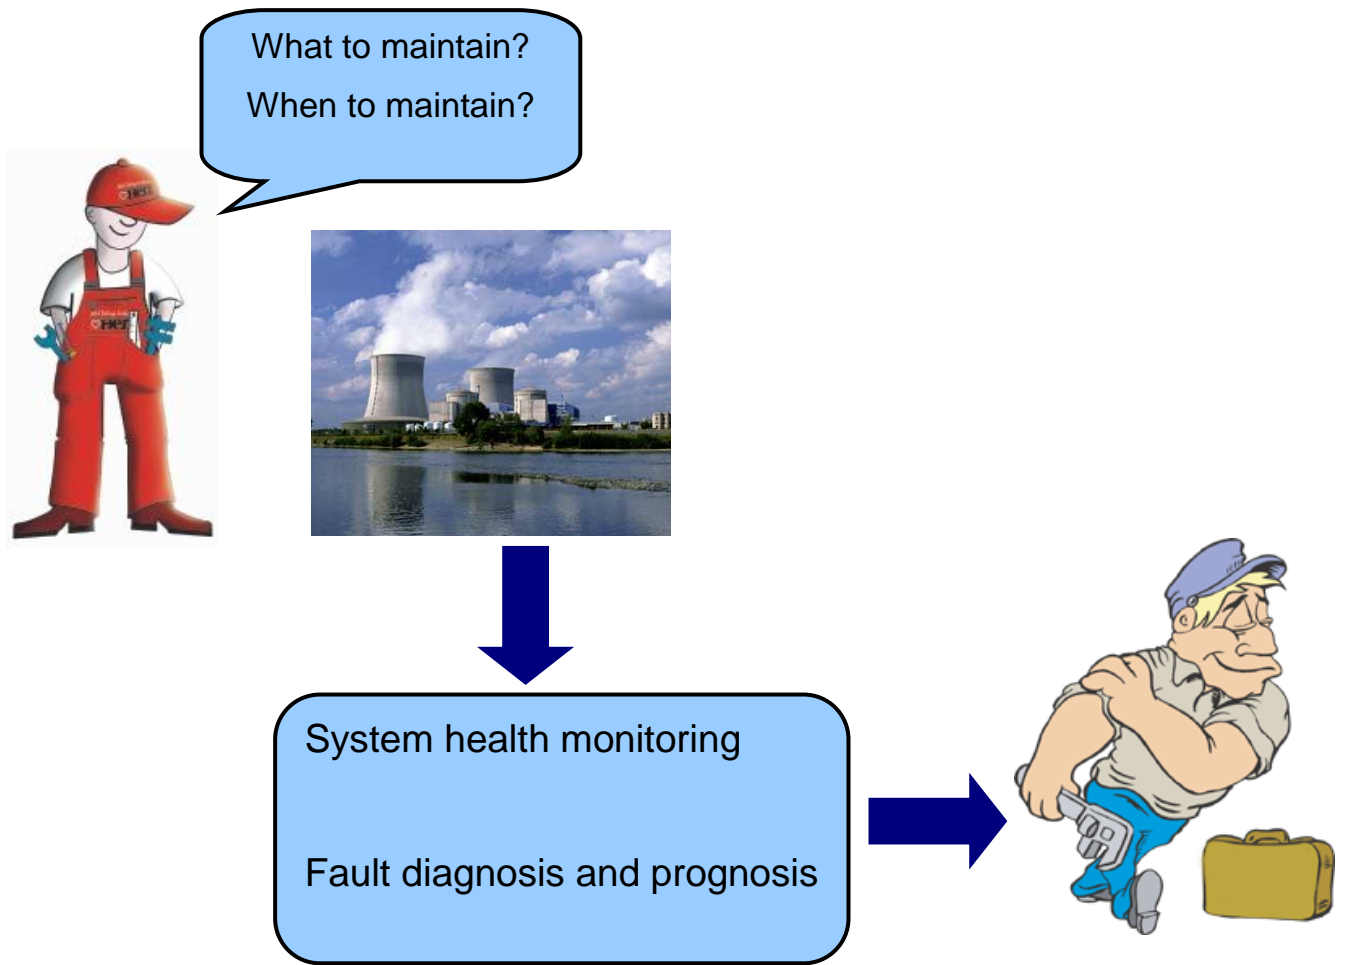 What to maintain?
When to maintain?
System health monitoring
Fault diagnosis and prognosis